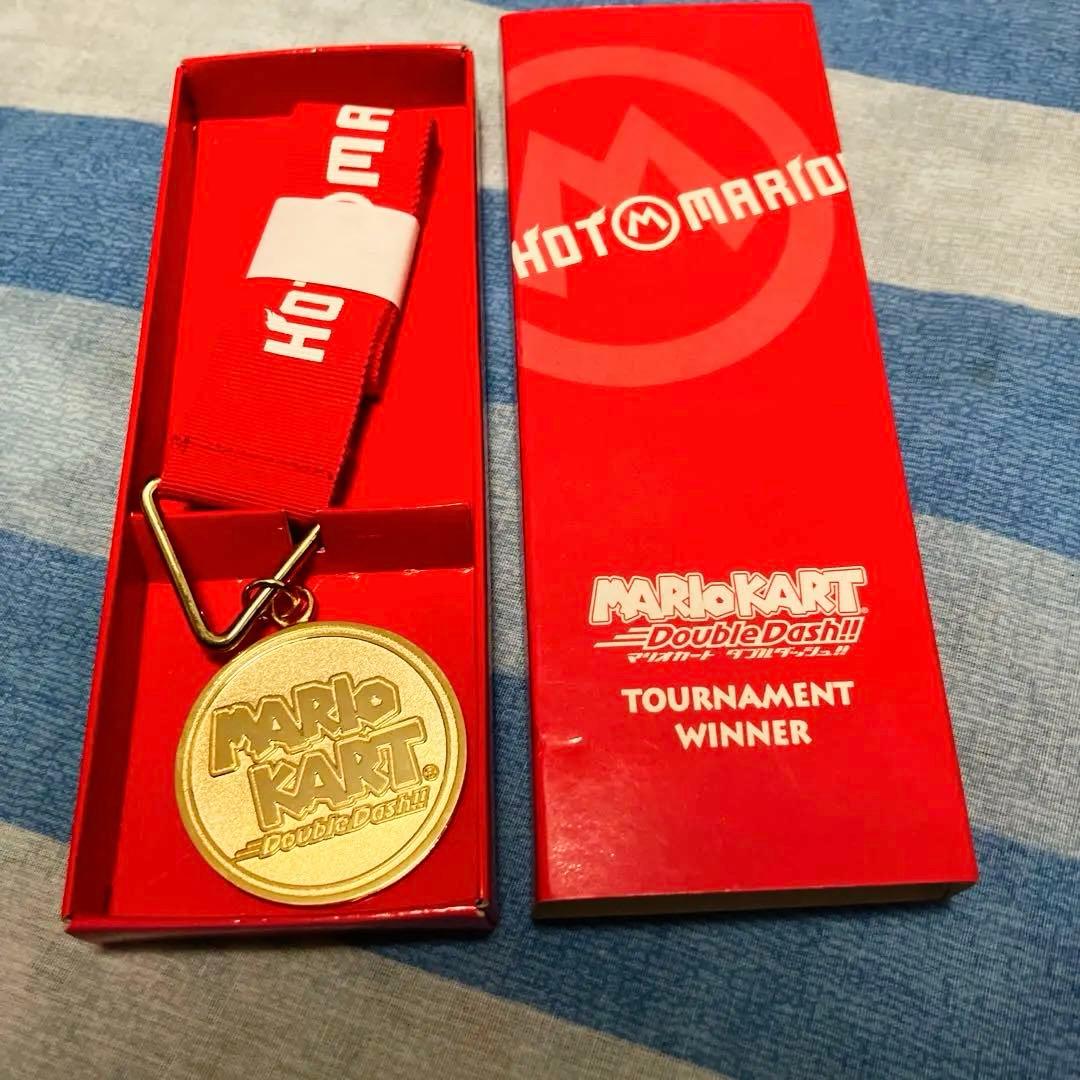 HOT M MA
HOT
MARIO
KART
Double Dash!!
HOT M MARIO
MARIO KART
Double Dash!!
マリオカート ダブルダッシュ!!
TOURNAMENT
WINNER